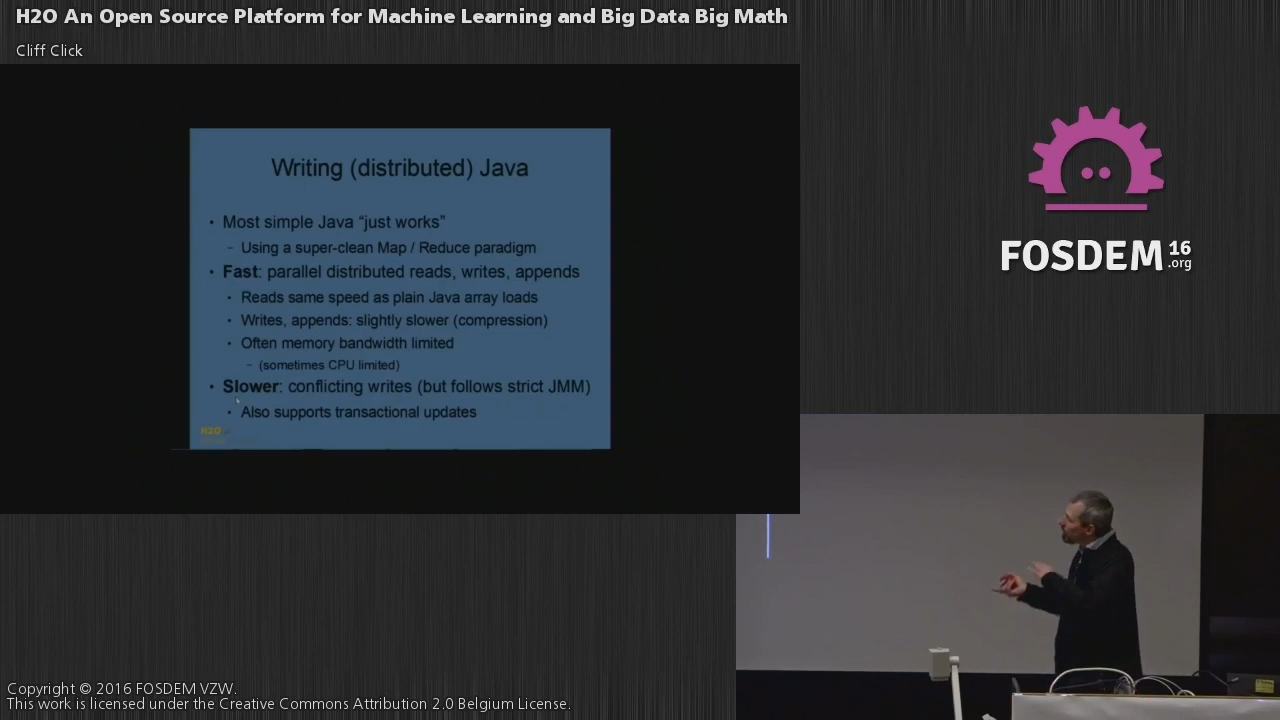 H2O An Open Source Platform for Machine Learning and Big Data Big Math
Cliff Click
Writing (distributed) Java
• Most simple Java “just works”
– Using a super-clean Map / Reduce paradigm
• Fast: parallel distributed reads, writes, appends
• Reads same speed as plain Java array loads
• Writes, appends: slightly slower (compression)
• Often memory bandwidth limited
– (sometimes CPU limited)
• Slower: conflicting writes (but follows strict JMM)
• Also supports transactional updates
H2O
FOSDEM 16
.org
Copyright © 2016 FOSDEM VZW.
This work is licensed under the Creative Commons Attribution 2.0 Belgium License.